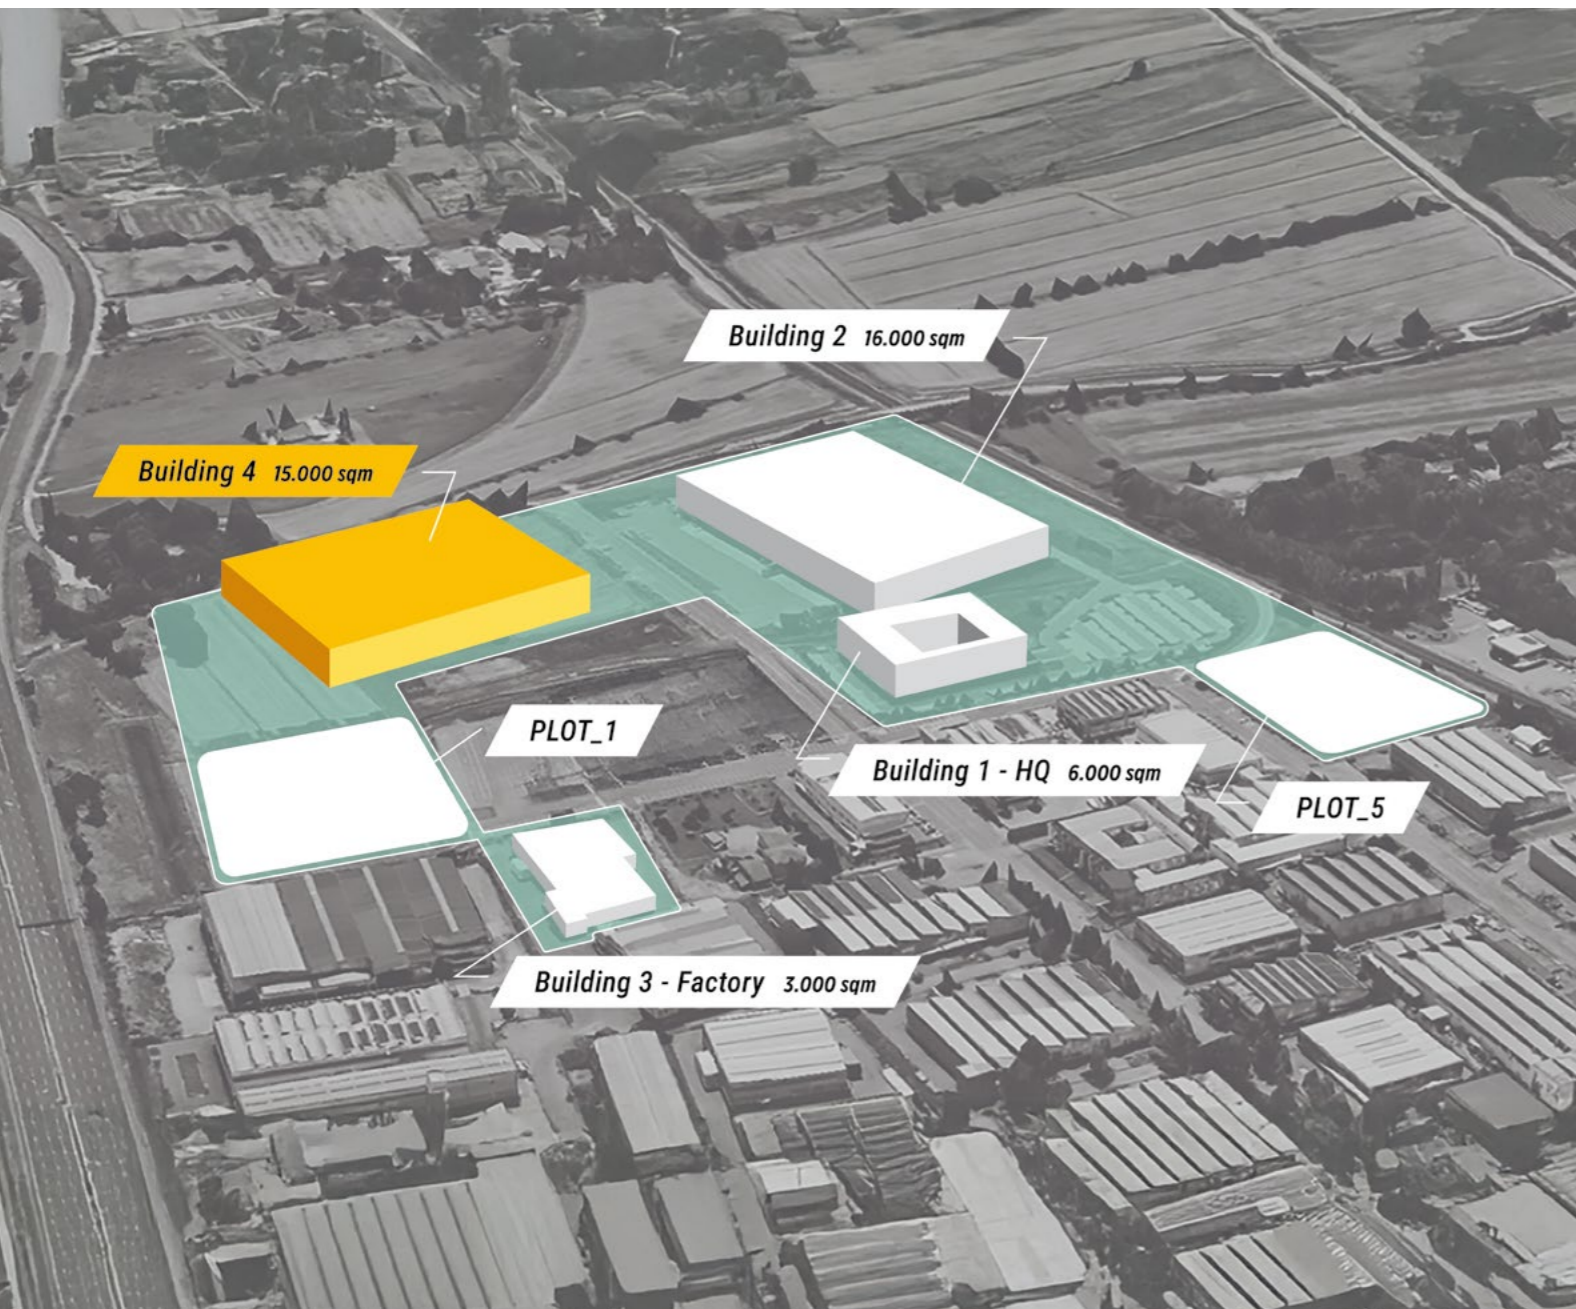 Building 2 16.000 sqm
Building 4 15.000 sqm
PLOT_1
Building 1 - HQ 6.000 sqm
PLOT_5
Building 3 - Factory 3.000 sqm